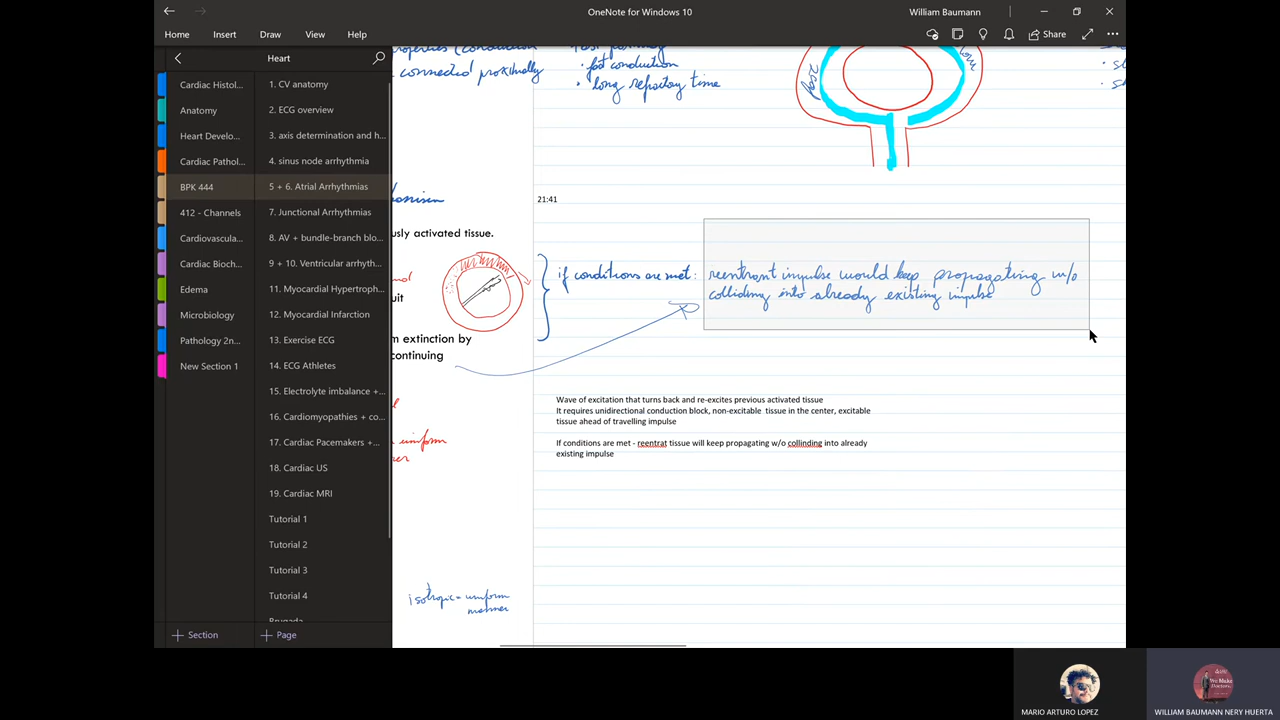 OneNote for Windows 10
William Baumann
Home
Insert
Draw
View
Help
Share
Heart
Cardiac Histol...
Anatomy
Heart Develo...
Cardiac Pathol...
BPK 444
412 - Channels
Cardiovascula...
Cardiac Bioch...
Edema
Microbiology
Pathology 2n...
New Section 1
Section
1. CV anatomy
2. ECG overview
3. axis determination and h...
4. sinus node arrhythmia
5 + 6. Atrial Arrhythmias
7. Junctional Arrhythmias
8. AV + bundle-branch blo...
9 + 10. Ventricular arryth...
11. Myocardial Hypertroph...
12. Myocardial Infarction
13. Exercise ECG
14. ECG Athletes
15. Electrolyte imbalance +...
16. Cardiomyopathies + co...
17. Cardiac Pacemakers +...
18. Cardiac US
19. Cardiac MRI
Tutorial 1
Tutorial 2
Tutorial 3
Tutorial 4
Page
connected proximally
fast conduction
long refractory time
21:41
usly activated tissue.
uit
m extinction by
continuing
uniform
isotropic = uniform
manner
if conditions are met: reentrant impulse would keep propagating w/o
colliding into already existing impulse
Wave of excitation that turns back and re-excites previous activated tissue
It requires unidirectional conduction block, non-excitable tissue in the center, excitable
tissue ahead of travelling impulse
If conditions are met - reentrat tissue will keep propagating w/o collinding into already
existing impulse
MARIO ARTURO LOPEZ
WILLIAM BAUMANN NERY HUERTA